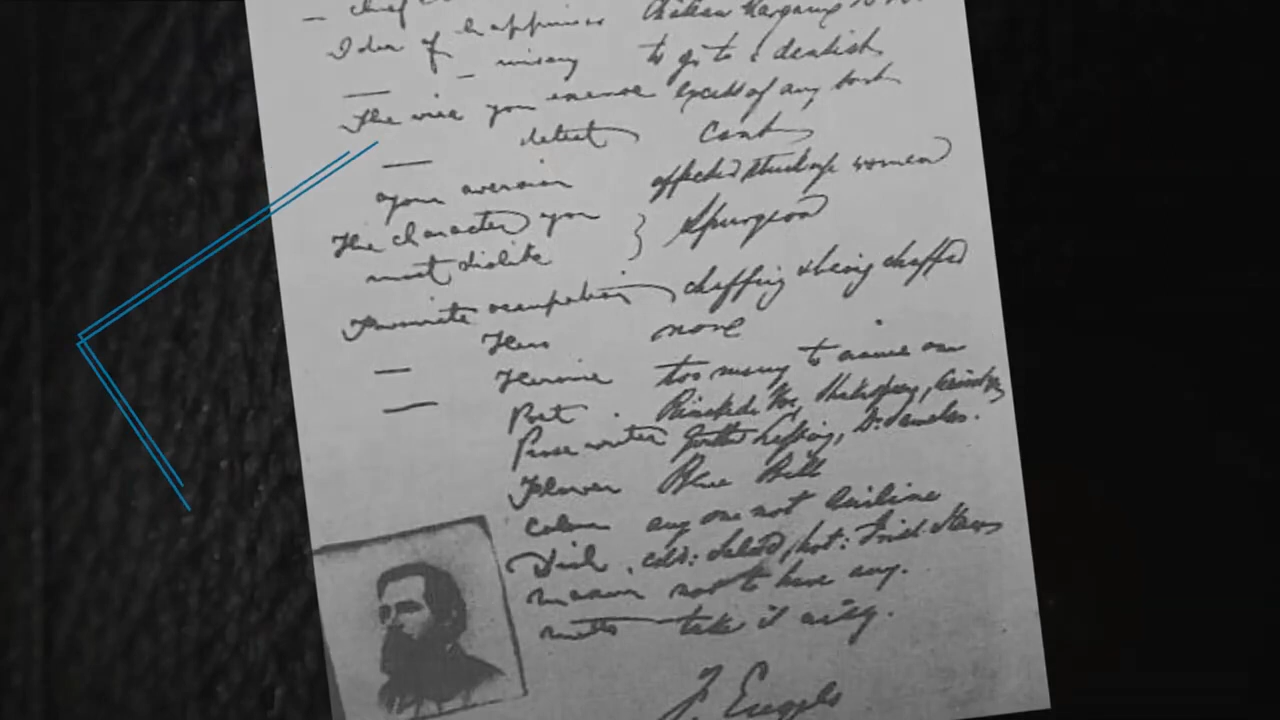 — chief
Idea of happiness Château Margaux
— misery to go to a dentist
The vice you excuse excess of any sort
— detest Cant
your aversion affected stuck up women
The character you } Spurgeon
most dislike
Favourite occupation chaffing & being chaffed
— Hero none
— Heroine too many to name one
Poet . Reineke Vos, Shakespeare, Ariosto
Prose writer Goethe Lessing, Dr. Samelson.
Flower Blue Bell
Colour any one not Aniline
Dish . cold: Salad, hot: Irish Stew
Maxim not to have any.
Motto take it easy.
F. Engels